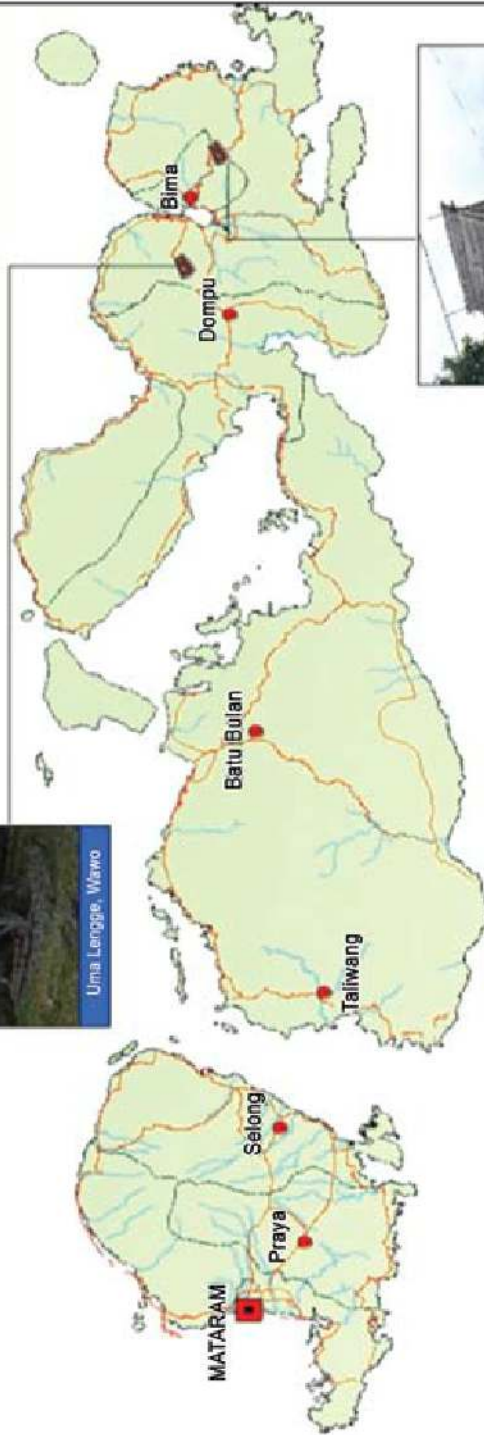 Uma Lengge, Wawo
MATARAM
Praya
Selong
Taliwang
Batu Bulan
Dompu
Bima